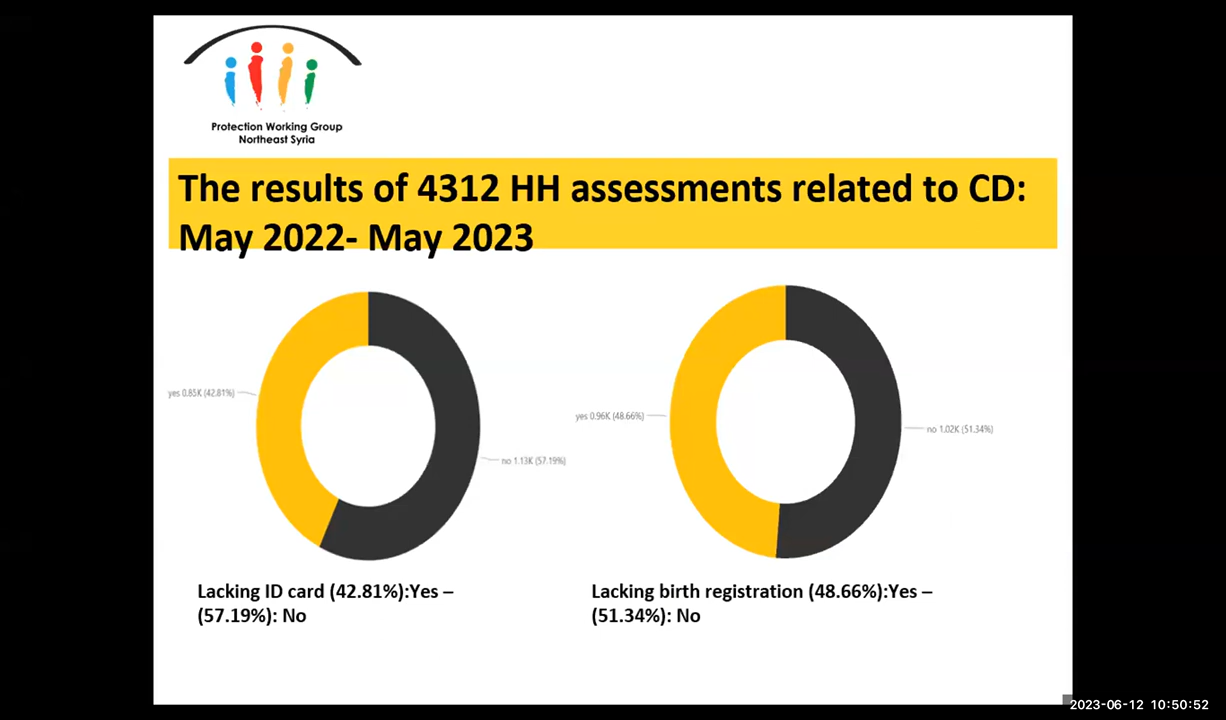 Protection Working Group
Northeast Syria
The results of 4312 HH assessments related to CD:
May 2022- May 2023
yes 0.85K (42.81%)
no 1.13K (57.19%)
yes 0.96K (48.66%)
no 1.02K (51.34%)
Lacking ID card (42.81%):Yes –
(57.19%): No
Lacking birth registration (48.66%):Yes –
(51.34%): No
2023-06-12 10:50:52